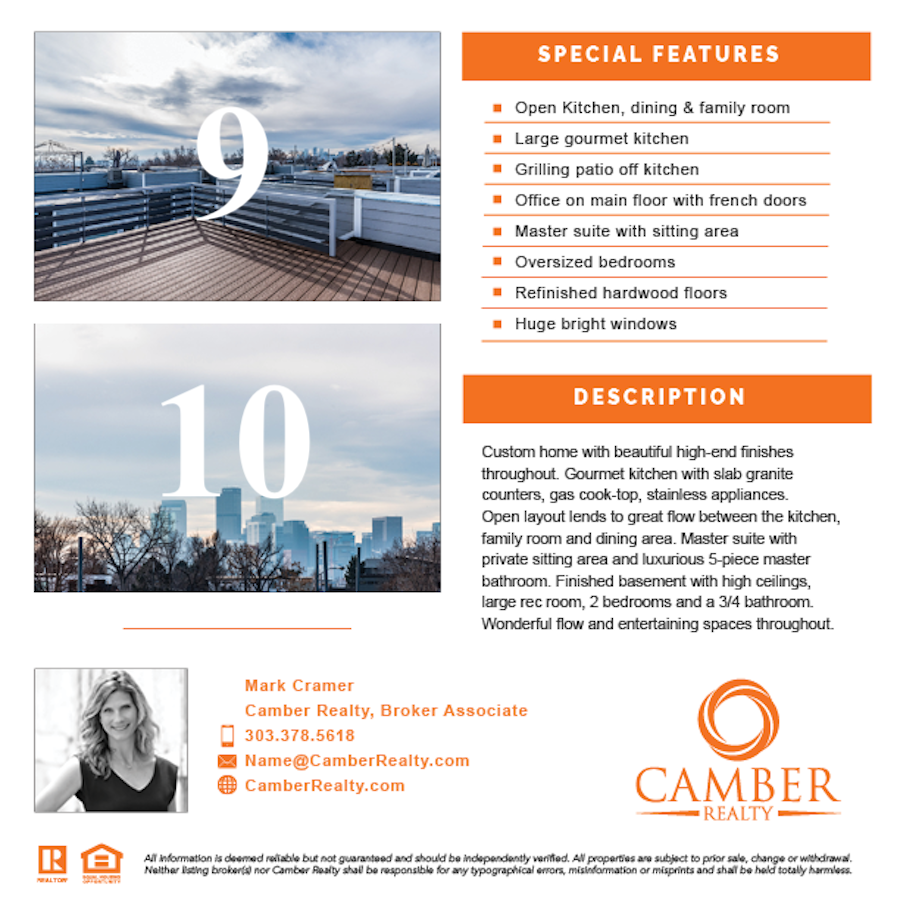 9
10
SPECIAL FEATURES
Open Kitchen, dining & family room
Large gourmet kitchen
Grilling patio off kitchen
Office on main floor with french doors
Master suite with sitting area
Oversized bedrooms
Refinished hardwood floors
Huge bright windows
DESCRIPTION
Custom home with beautiful high-end finishes
throughout. Gourmet kitchen with slab granite
counters, gas cook-top, stainless appliances.
Open layout lends to great flow between the kitchen,
family room and dining area. Master suite with
private sitting area and luxurious 5-piece master
bathroom. Finished basement with high ceilings,
large rec room, 2 bedrooms and a 3/4 bathroom.
Wonderful flow and entertaining spaces throughout.
Mark Cramer
Camber Realty, Broker Associate
303.378.5618
Name@CamberRealty.com
CamberRealty.com
CAMBER
REALTY
R
REALTOR
EQUAL HOUSING
OPPORTUNITY
All information is deemed reliable but not guaranteed and should be independently verified. All properties are subject to prior sale, change or withdrawal.
Neither listing broker(s) nor Camber Realty shall be responsible for any typographical errors, misinformation or misprints and shall be held totally harmless.